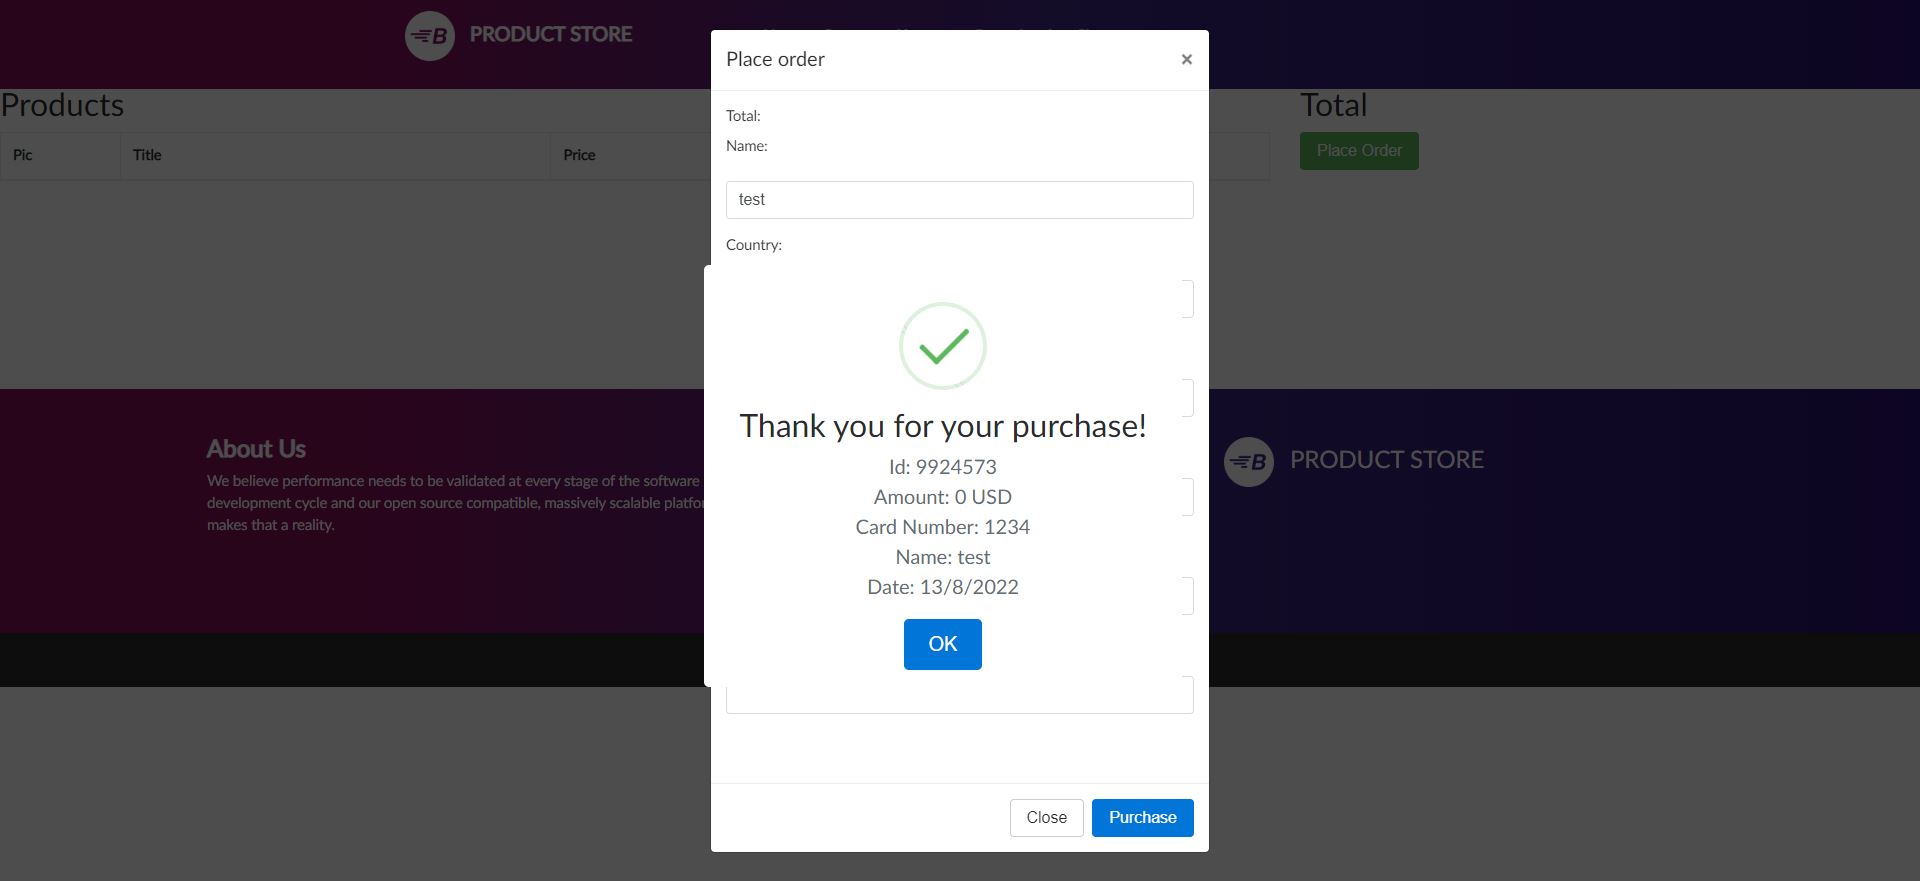 B PRODUCT STORE
Place order ×
Products
Total
Pic Title Price
Place Order
Total:
Name:
test
Country:
Thank you for your purchase!
Id: 9924573
Amount: 0 USD
Card Number: 1234
Name: test
Date: 13/8/2022
OK
About Us
We believe performance needs to be validated at every stage of the software
development cycle and our open source compatible, massively scalable
makes that a reality.
B PRODUCT STORE
Close Purchase